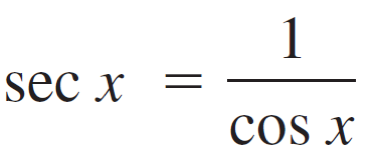 sec x = 1/cos x